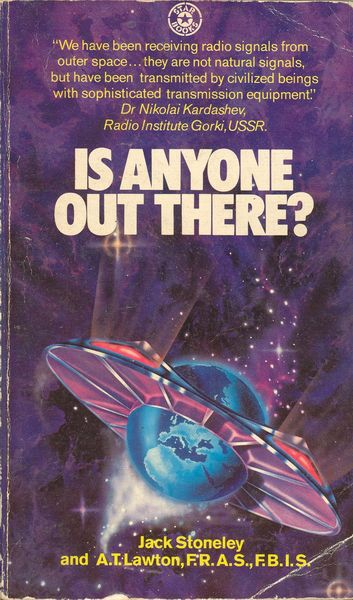 STAR
BOOKS
"We have been receiving radio signals from
outer space...they are not natural signals,
but have been transmitted by civilized beings
with sophisticated transmission equipment."
Dr Nikolai Kardashev,
Radio Institute Gorki, USSR.
IS ANYONE
OUT THERE?
Jack Stoneley
and A.T.Lawton,F.R.A.S.,F.B.I.S.